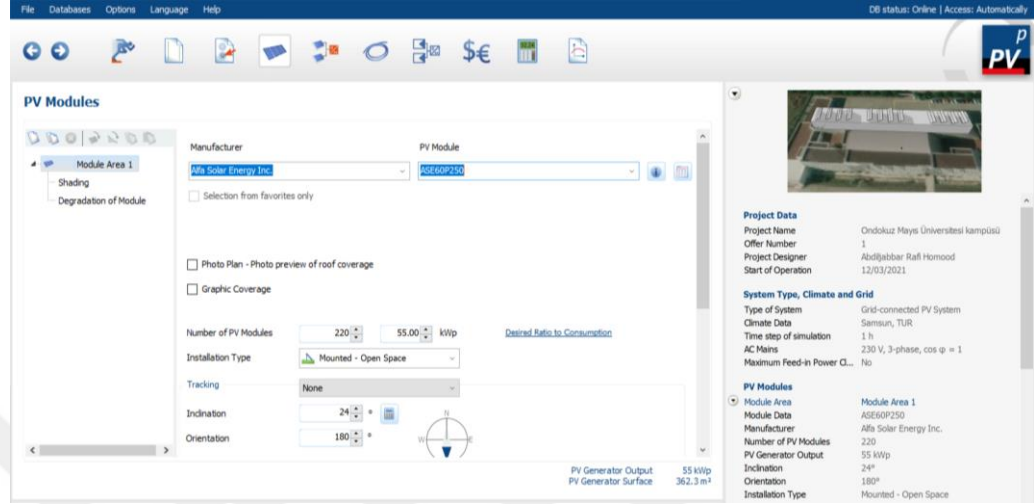 File Databases Options Language Help
DB status: Online | Access: Automatically
$€
p
PV
PV Modules
Module Area 1
Shading
Degradation of Module
Manufacturer
PV Module
Alfa Solar Energy Inc.
ASE60P250
Selection from favorites only
Photo Plan - Photo preview of roof coverage
Graphic Coverage
Number of PV Modules 220 55.00 kWp Desired Ratio to Consumption
Installation Type Mounted - Open Space
Tracking None
Inclination 24 °
Orientation 180 °
N
W E
PV Generator Output 55 kWp
PV Generator Surface 362.3 m²
Project Data
Project Name Ondokuz Mayıs Üniversitesi kampüsü
Offer Number 1
Project Designer Abdiljabbar Rafi Homood
Start of Operation 12/03/2021
System Type, Climate and Grid
Type of System Grid-connected PV System
Climate Data Samsun, TUR
Time step of simulation 1 h
AC Mains 230 V, 3-phase, cos φ = 1
Maximum Feed-in Power Cl... No
PV Modules
Module Area Module Area 1
Module Data ASE60P250
Manufacturer Alfa Solar Energy Inc.
Number of PV Modules 220
PV Generator Output 55 kWp
Inclination 24°
Orientation 180°
Installation Type Mounted - Open Space